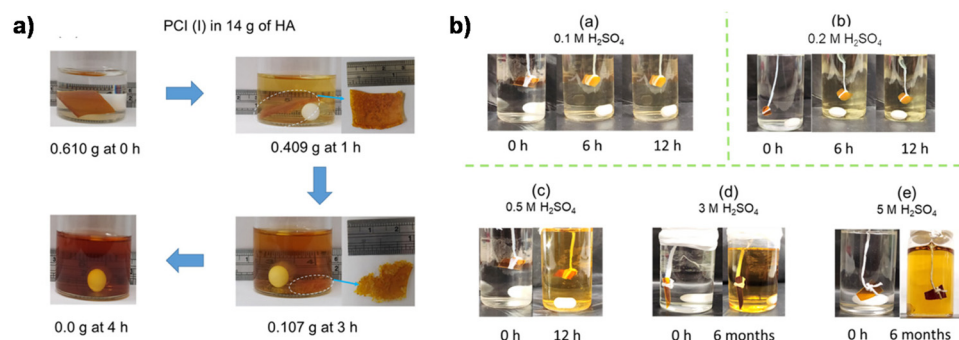 a)
PCI (I) in 14 g of HA
0.610 g at 0 h
0.409 g at 1 h
0.0 g at 4 h
0.107 g at 3 h
b)
(a)
0.1 M H₂SO₄
0 h 6 h 12 h
(b)
0.2 M H₂SO₄
0 h 6 h 12 h
(c)
0.5 M H₂SO₄
0 h 12 h
(d)
3 M H₂SO₄
0 h 6 months
(e)
5 M H₂SO₄
0 h 6 months